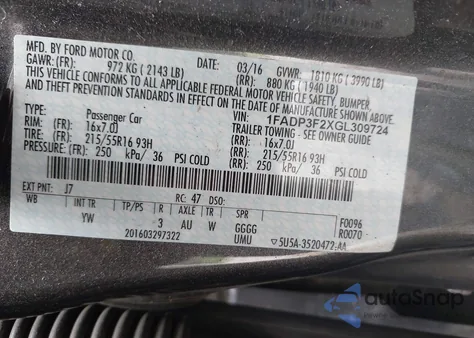 MFD. BY FORD MOTOR CO.
03/16 GVWR: 1810 KG ( 3990 LB)
GAWR:(FR): 972 KG ( 2143 LB) (RR): 880 KG ( 1940 LB)
THIS VEHICLE CONFORMS TO ALL APPLICABLE FEDERAL MOTOR VEHICLE SAFETY, BUMPER,
AND THEFT PREVENTION STANDARDS IN EFFECT ON THE DATE OF MANUFACTURE SHOWN ABOVE.
1FADP3F2XGL309724
Passenger Car TRAILER TOWING- SEE OWNER GUIDE
RIM: (FR): 16x7.0J (RR): 16x7.0J
TIRES: (FR): 215/55R16 93H (RR): 215/55R16 93H
PRESSURE:(FR): 250 kPa/ 36 PSI COLD (RR): 250 kPa/ 36 PSI COLD
EXT PNT: J7 RC: 47 DSO:
WB INT TR TP/PS R AXLE TR SPR F0096
YW 3 AU W GGGG R0070
201603297322 UMU 5U5A-3520472-AA
autoSnap